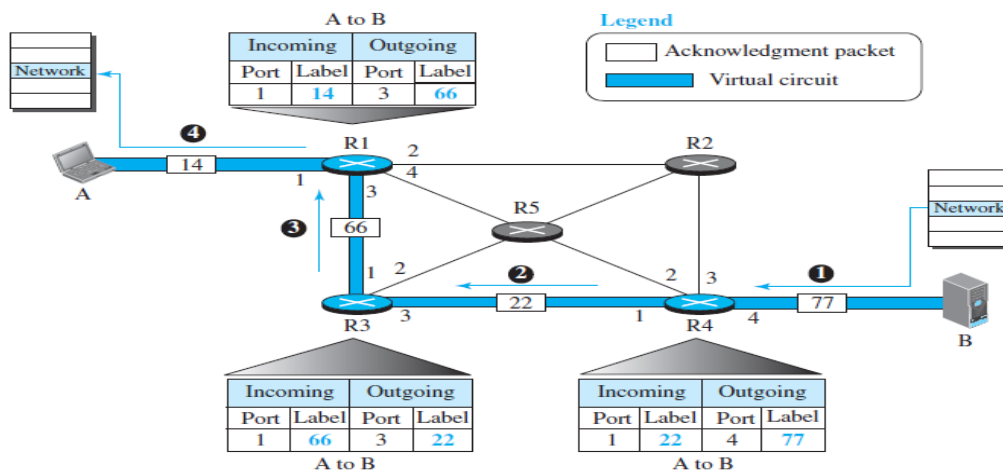 A to B
Incoming Outgoing
Port Label Port Label
1 14 3 66
Legend
Acknowledgment packet
Virtual circuit
Network
4
R1
2
R2
14
4
A
1
3
R5
Network
3
66
1
2
2
2
3
1
22
77
R3
3
1
R4
4
B
Incoming Outgoing
Port Label Port Label
1 66 3 22
A to B
Incoming Outgoing
Port Label Port Label
1 22 4 77
A to B